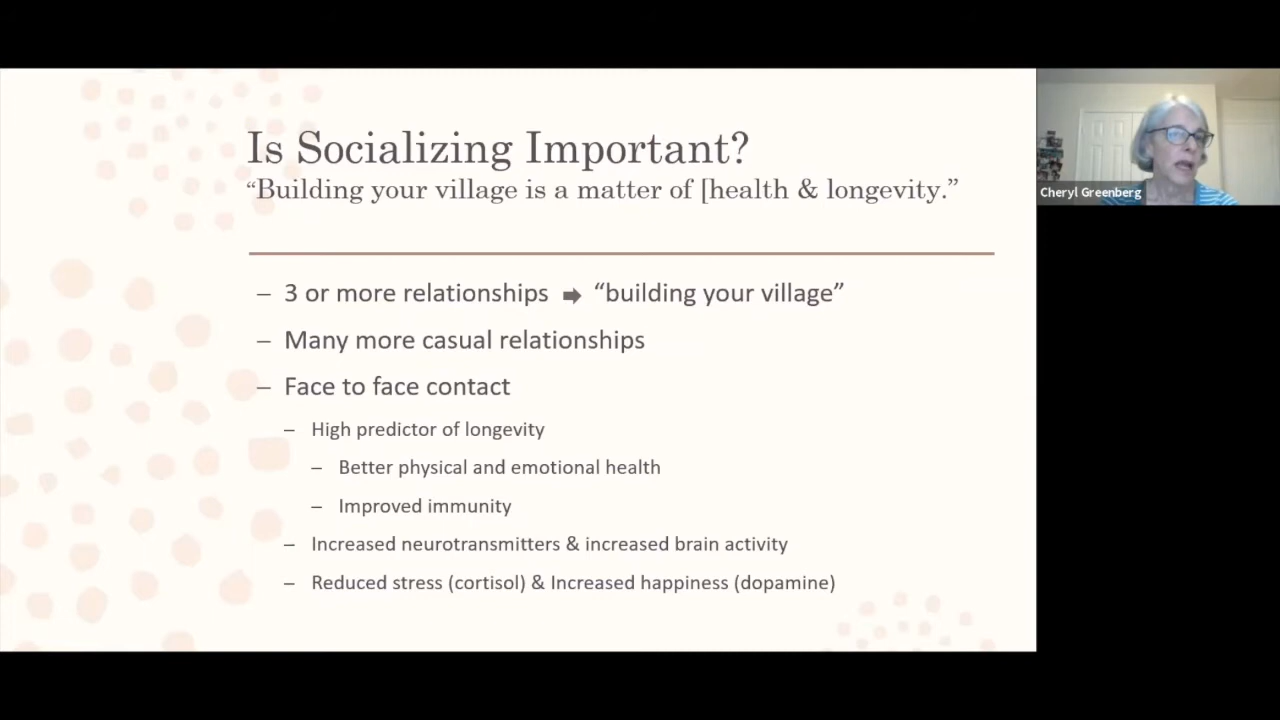 Is Socializing Important?
“Building your village is a matter of [health & longevity.”
– 3 or more relationships ➡ “building your village”
– Many more casual relationships
– Face to face contact
– High predictor of longevity
– Better physical and emotional health
– Improved immunity
– Increased neurotransmitters & increased brain activity
– Reduced stress (cortisol) & Increased happiness (dopamine)
Cheryl Greenberg